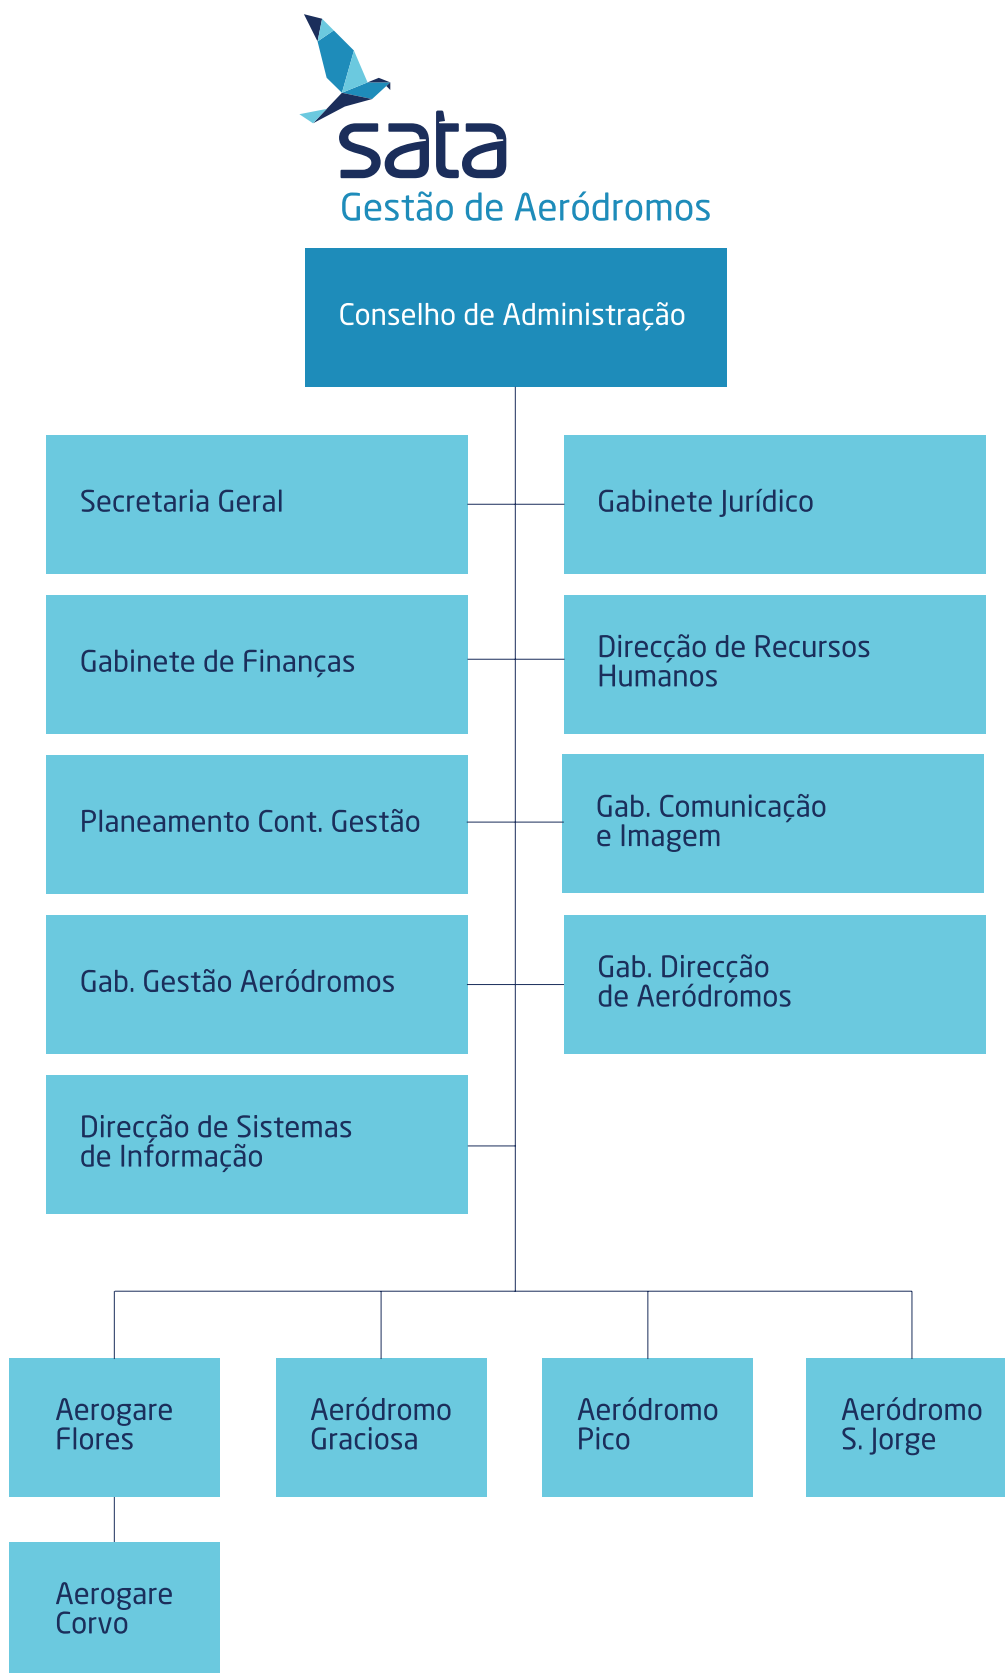 sata
Gestão de Aeródromos
Conselho de Administração
Secretaria Geral
Gabinete Jurídico
Gabinete de Finanças
Direcção de Recursos
Humanos
Planeamento Cont. Gestão
Gab. Comunicação
e Imagem
Gab. Gestão Aeródromos
Gab. Direcção
de Aeródromos
Direcção de Sistemas
de Informação
Aerogare
Flores
Aeródromo
Graciosa
Aeródromo
Pico
Aeródromo
S. Jorge
Aerogare
Corvo